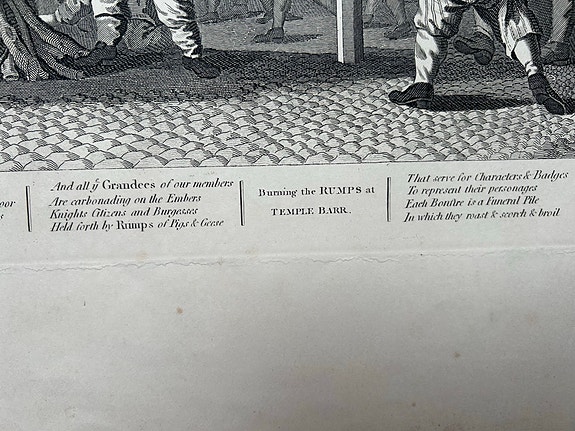 oor
s
And all ẙ Grandees of our members
Are carbonading on the Embers
Knights Citizens and Burgesses
Held forth by Rumps of Pigs & Geese
Burning the RUMPS at
TEMPLE BARR.
That serve for Characters & Badges
To represent their personages
Each Bonfire is a Funeral Pile
In which they roast & scorch & broil